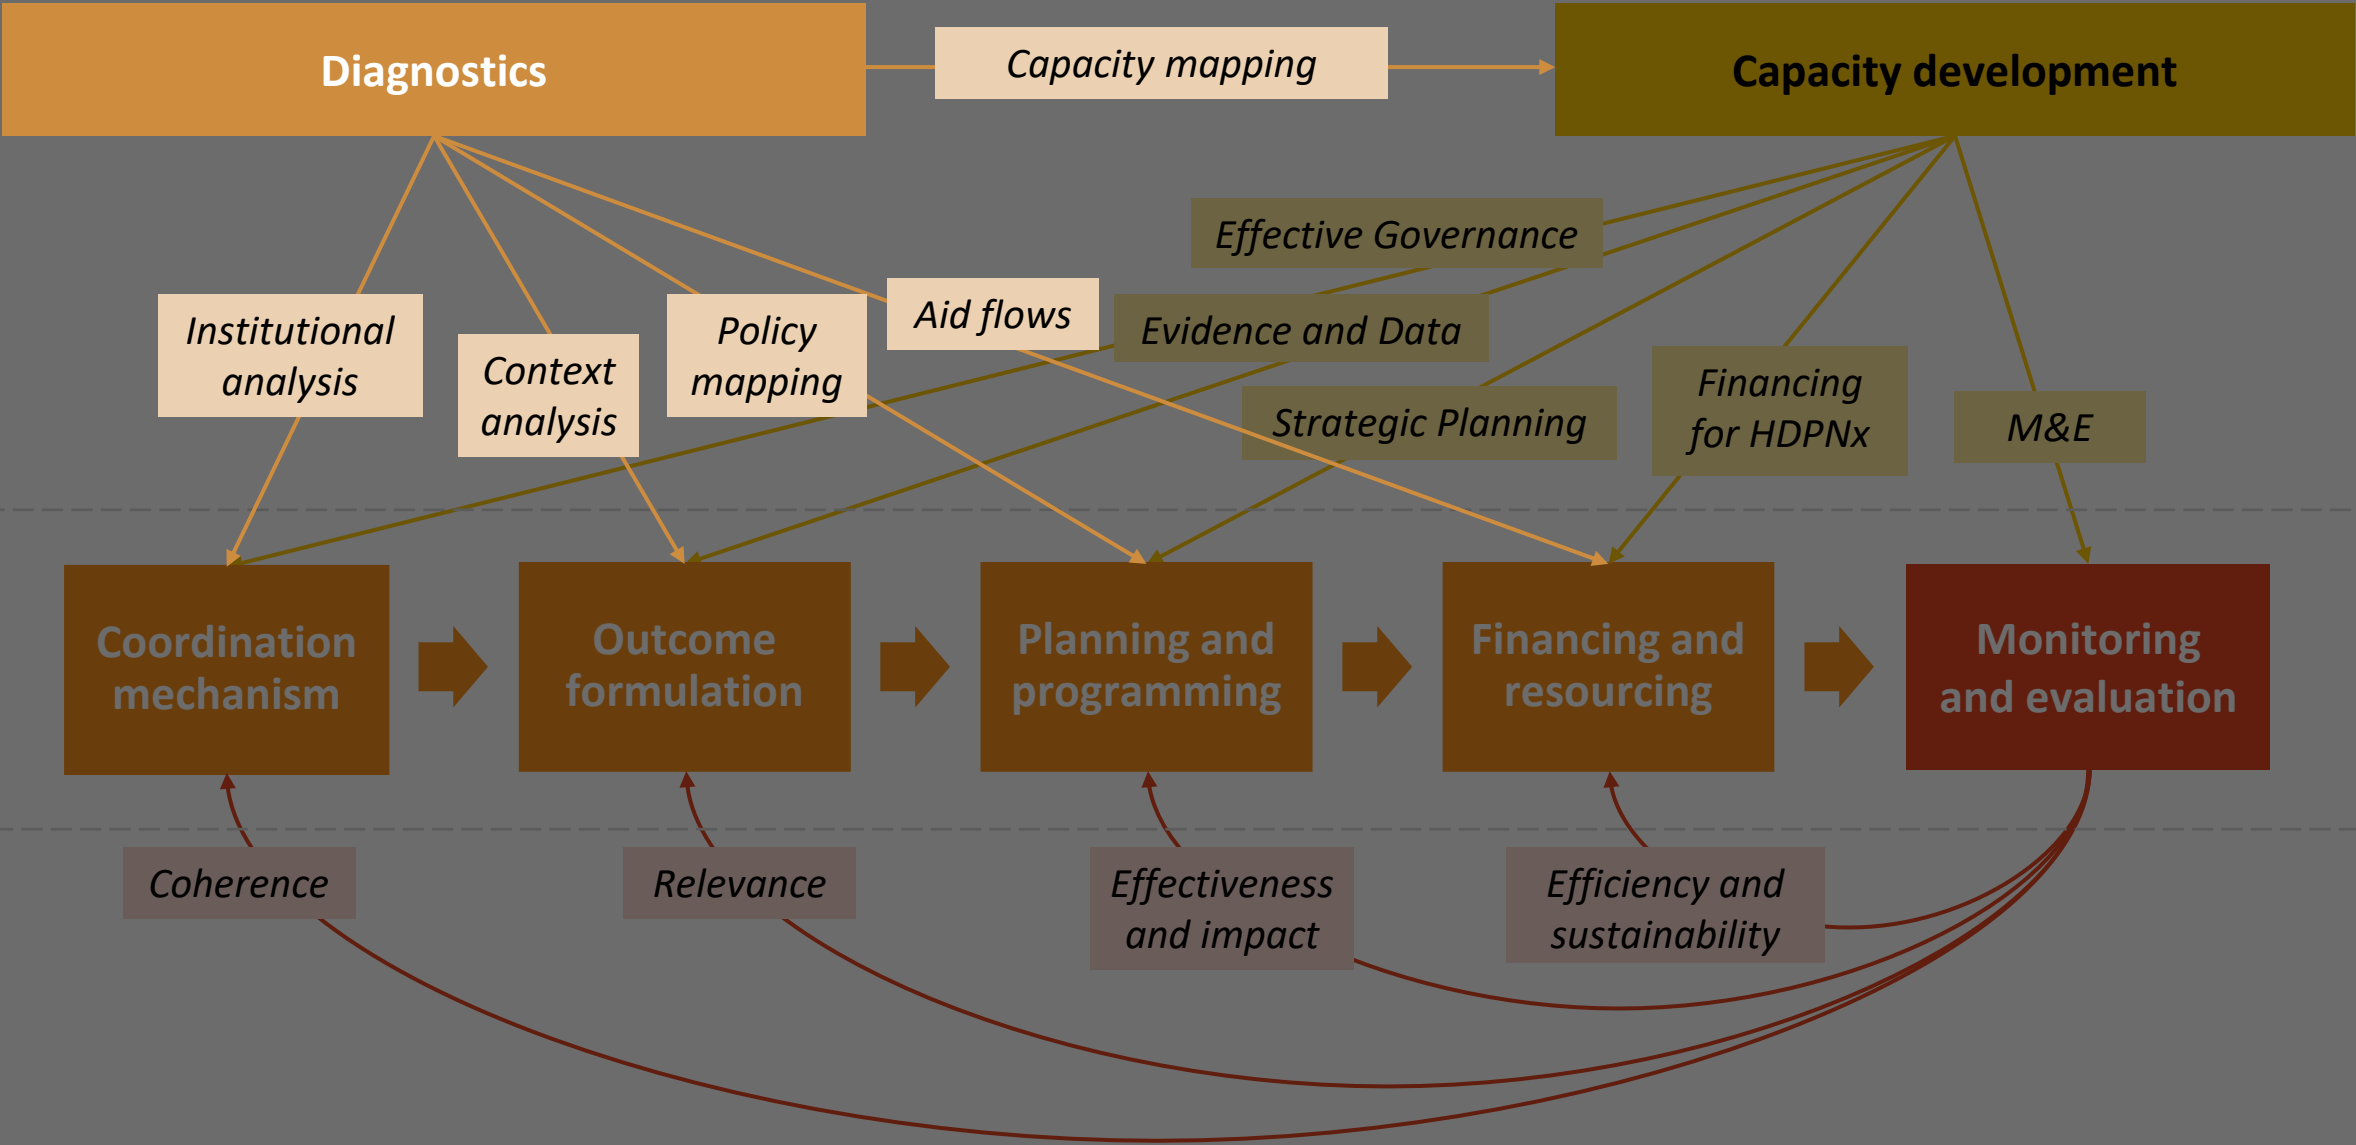 Diagnostics
Capacity mapping
Capacity development
Effective Governance
Institutional
analysis
Context
analysis
Policy
mapping
Aid flows
Evidence and Data
Strategic Planning
Financing
for HDPNx
M&E
Coordination
mechanism
Outcome
formulation
Planning and
programming
Financing and
resourcing
Monitoring
and evaluation
Coherence
Relevance
Effectiveness
and impact
Efficiency and
sustainability